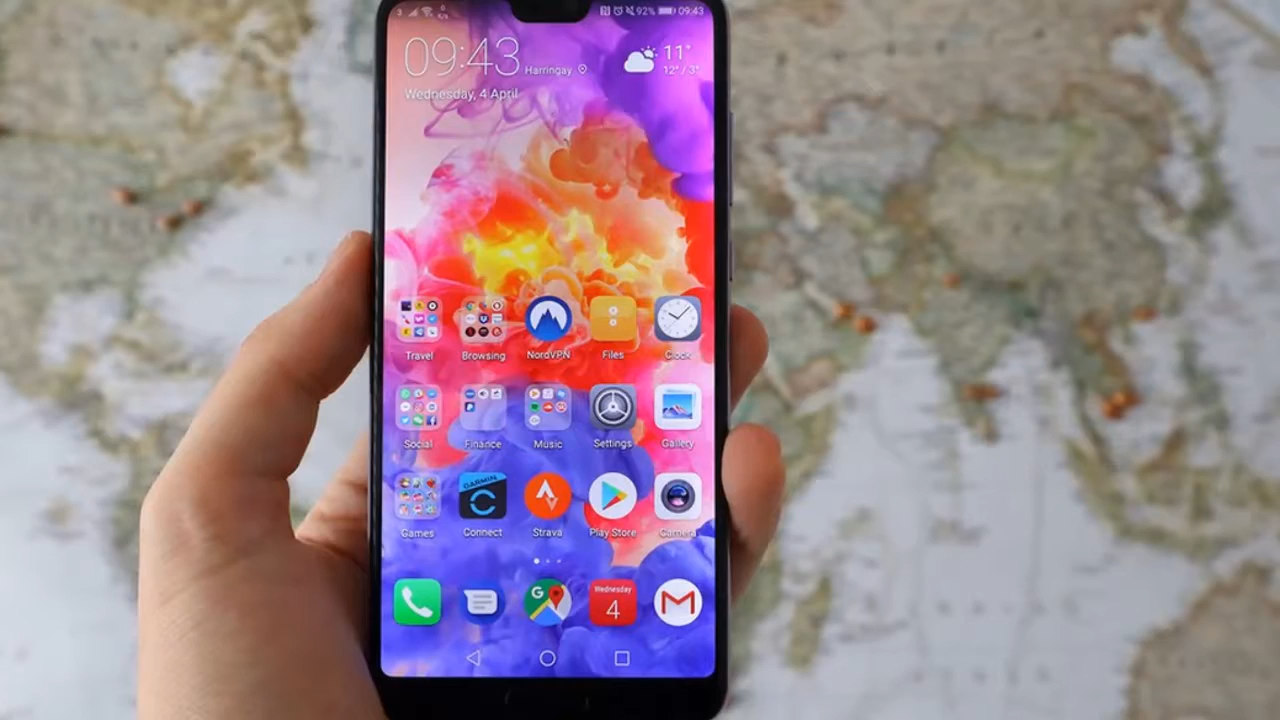 3 92% 09:43
09:43 Harringay 11°
12° / 3°
Wednesday, 4 April
Travel Browsing NordVPN Files Clock
Social Finance Music Settings Gallery
GARMIN
Games Connect Strava Play Store Camera
G Wednesday
4 M